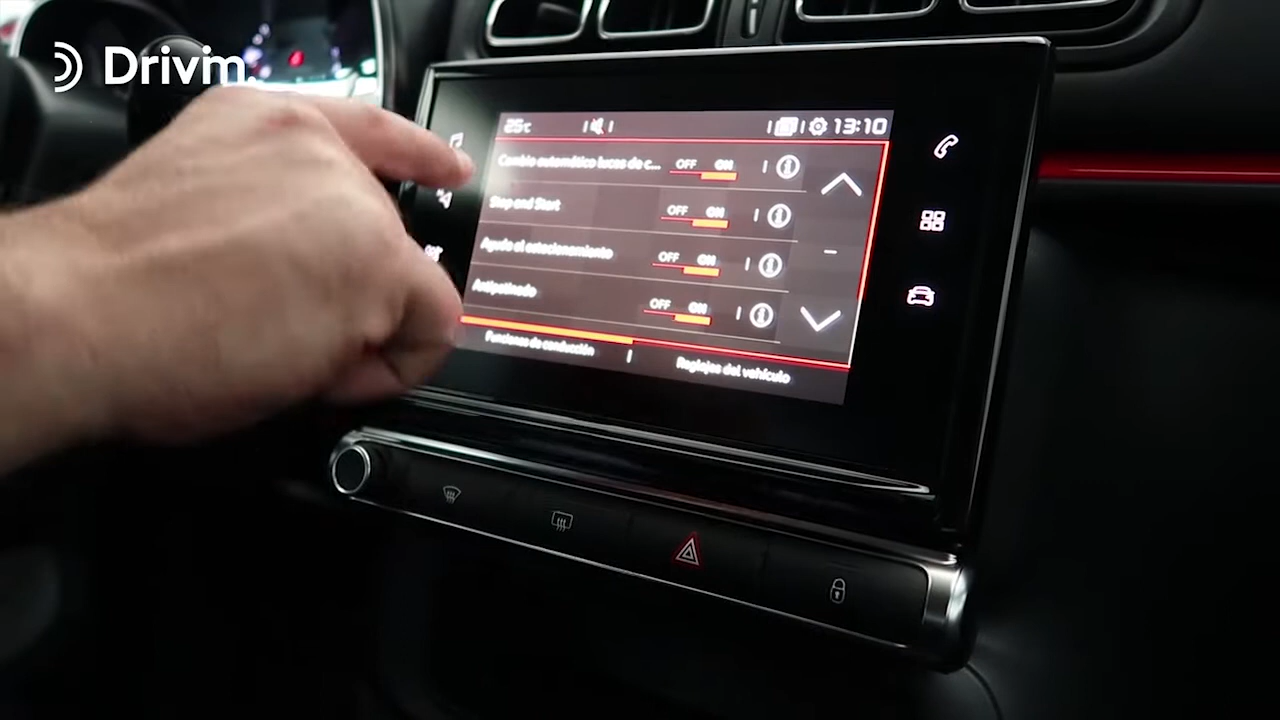 Drivim.
25°C
13:10
Cambio automático luces de c... OFF ON
Stop and Start OFF ON
Ayuda al estacionamiento OFF ON
Antipatinado OFF ON
Funciones de conducción
Reglajes del vehículo